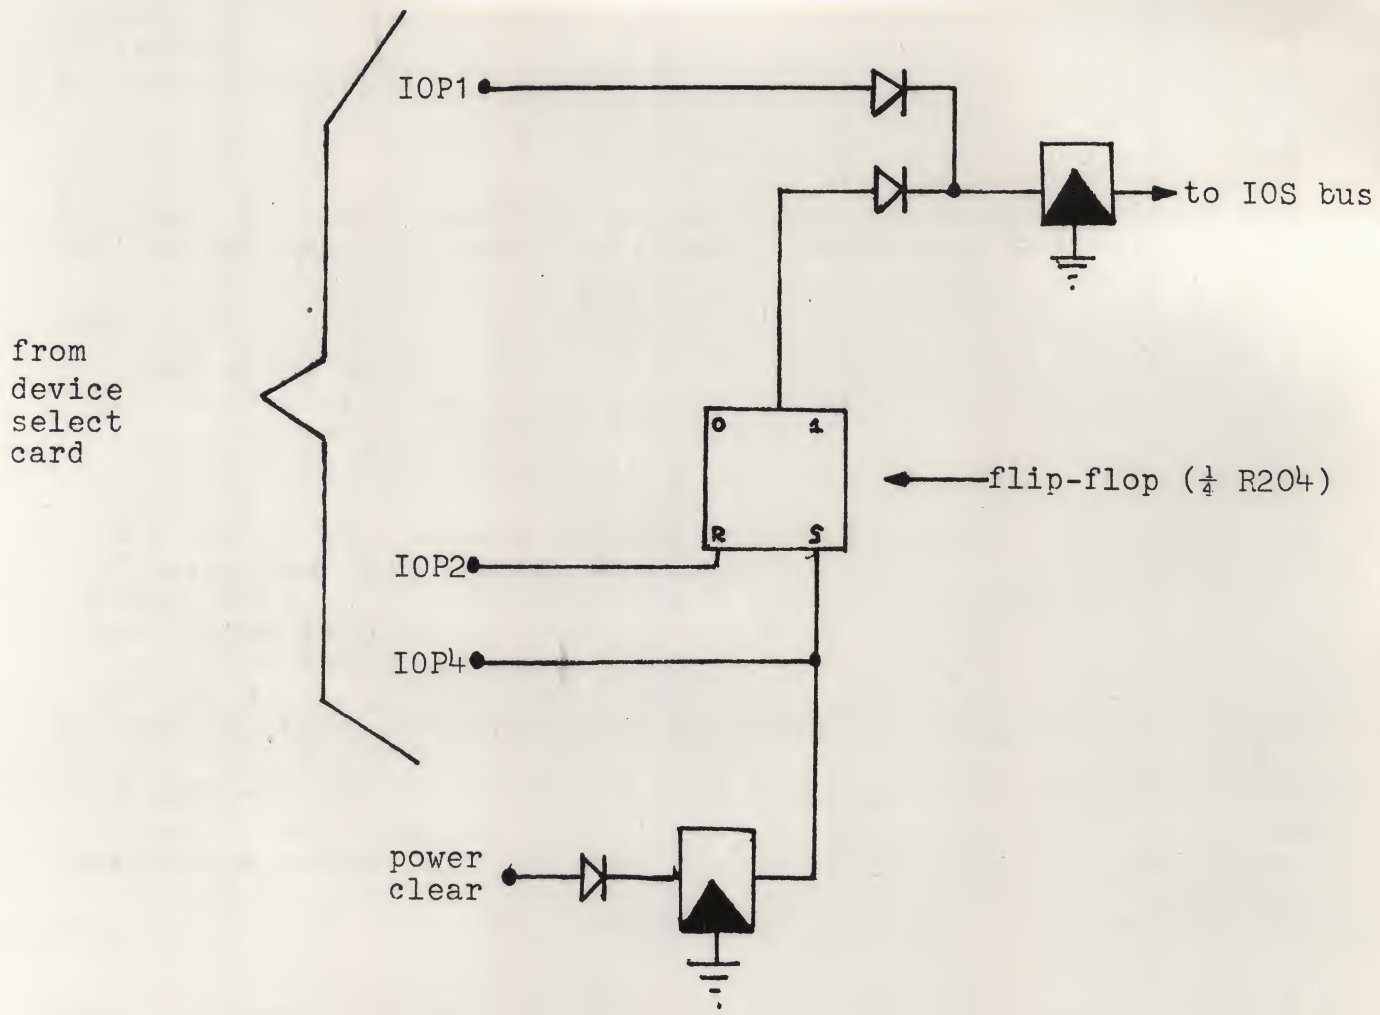 IOP1
to IOS bus
from
device
select
card
0 1
flip-flop (¼ R204)
R S
IOP2
IOP4
power
clear